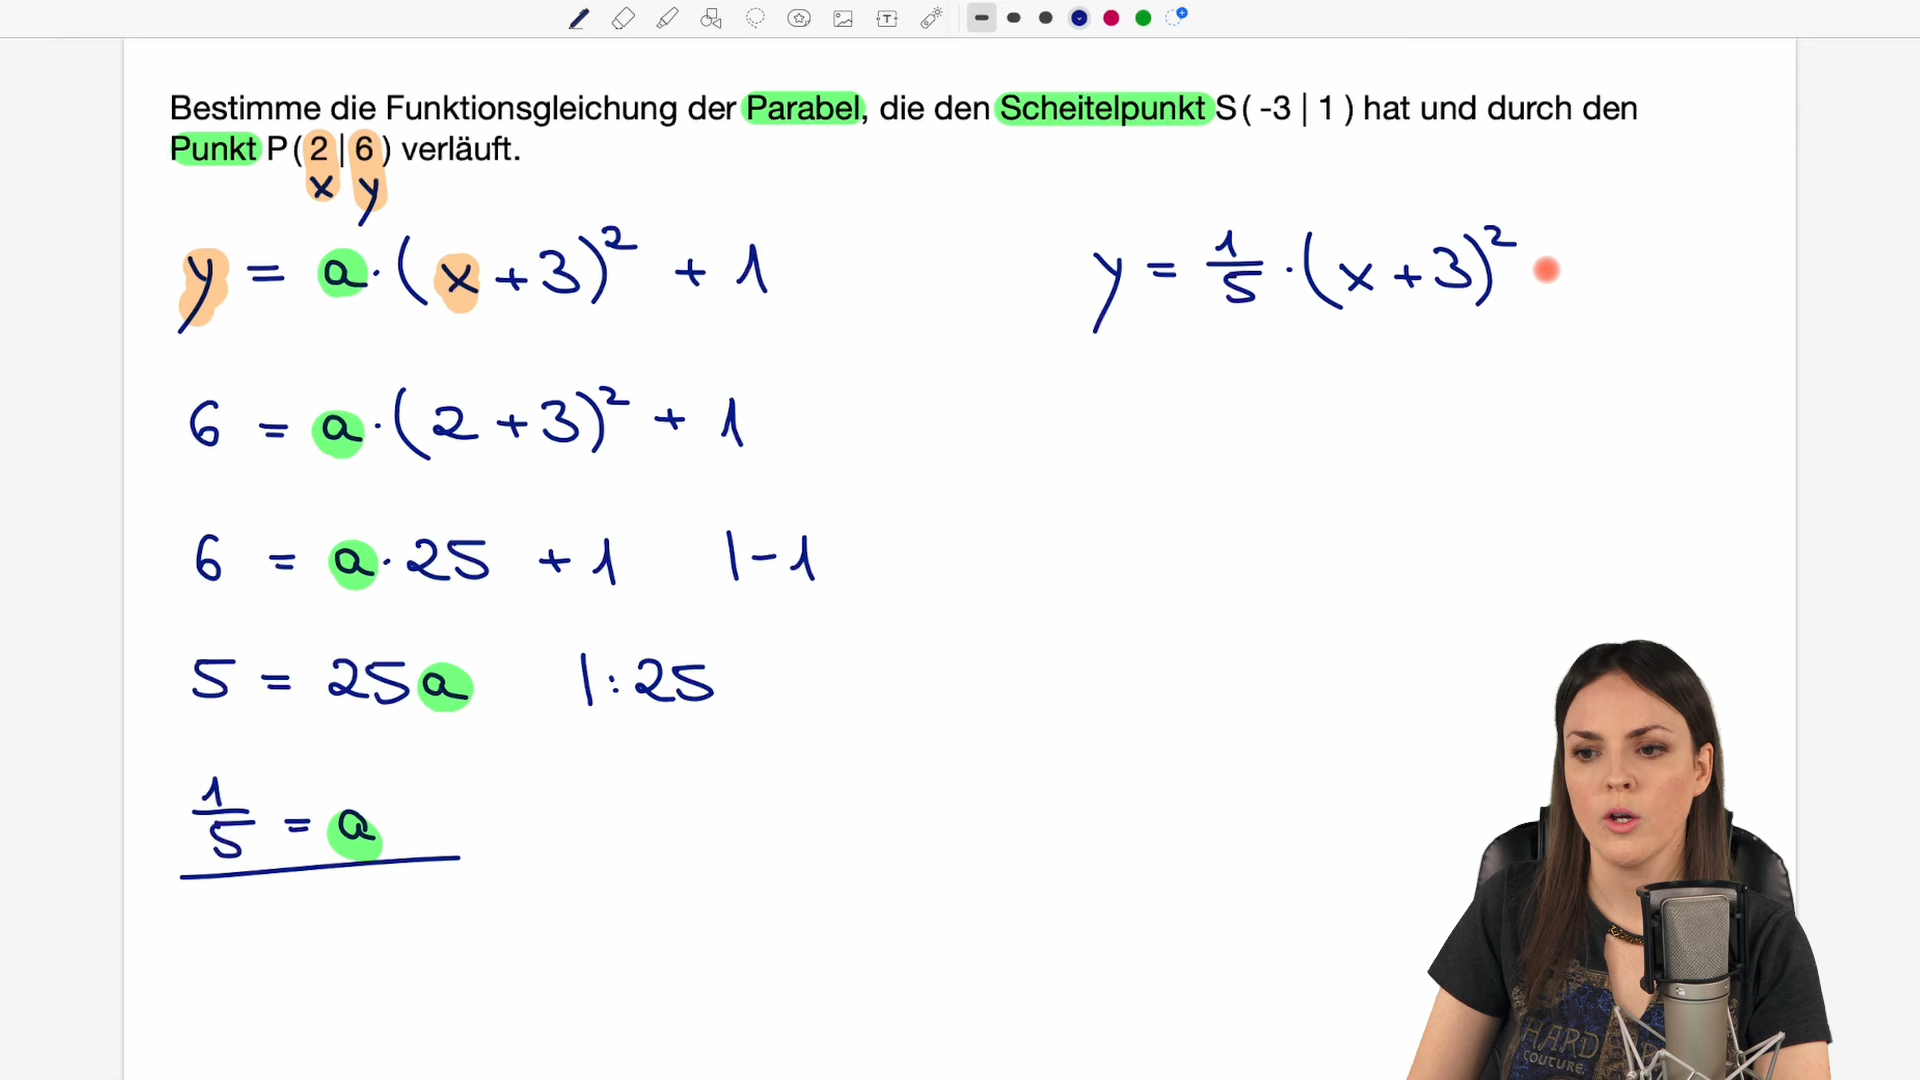 Bestimme die Funktionsgleichung der Parabel, die den Scheitelpunkt S( -3 | 1 ) hat und durch den
Punkt P( 2 | 6 ) verläuft.
x y
y = a · (x + 3)² + 1
y = 1/5 · (x + 3)²
6 = a · (2 + 3)² + 1
6 = a · 25 + 1 | - 1
5 = 25a | : 25
1/5 = a
HARD
COUTURE